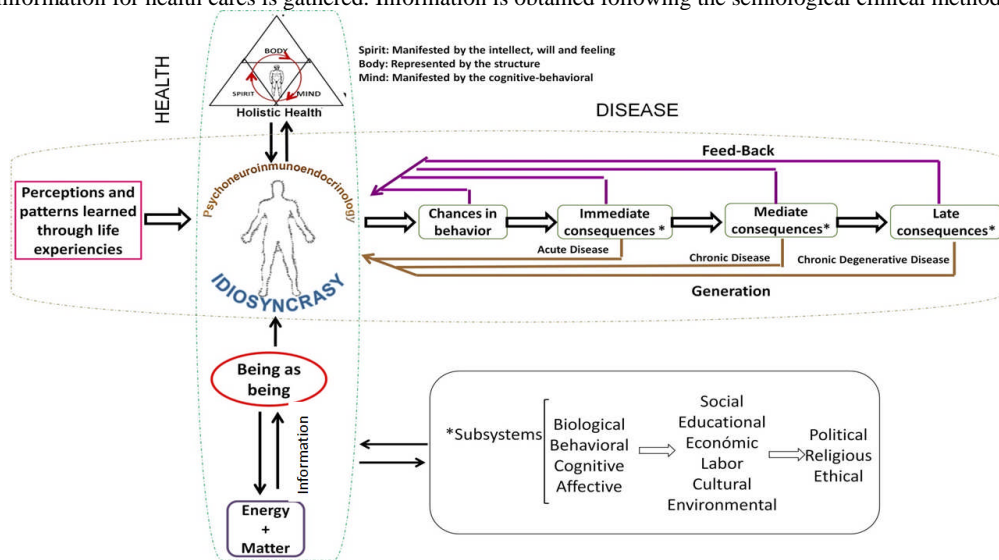 information for health cares is gathered. Information is obtained following the semiological clinical method
BODY
SPIRIT
MIND
Holistic Health
Spirit: Manifested by the intellect, will and feeling
Body: Represented by the structure
Mind: Manifested by the cognitive-behavioral
HEALTH
DISEASE
Feed-Back
Perceptions and
patterns learned
through life
experiencies
Psychoneuroinmunoendocrinology
IDIOSYNCRASY
Chances in
behavior
Immediate
consequences *
Mediate
consequences*
Late
consequences*
Acute Disease
Chronic Disease
Chronic Degenerative Disease
Generation
Being as
being
Information
Energy
+
Matter
*Subsystems
Biological
Behavioral
Cognitive
Affective
Social
Educational
Económic
Labor
Cultural
Environmental
Political
Religious
Ethical